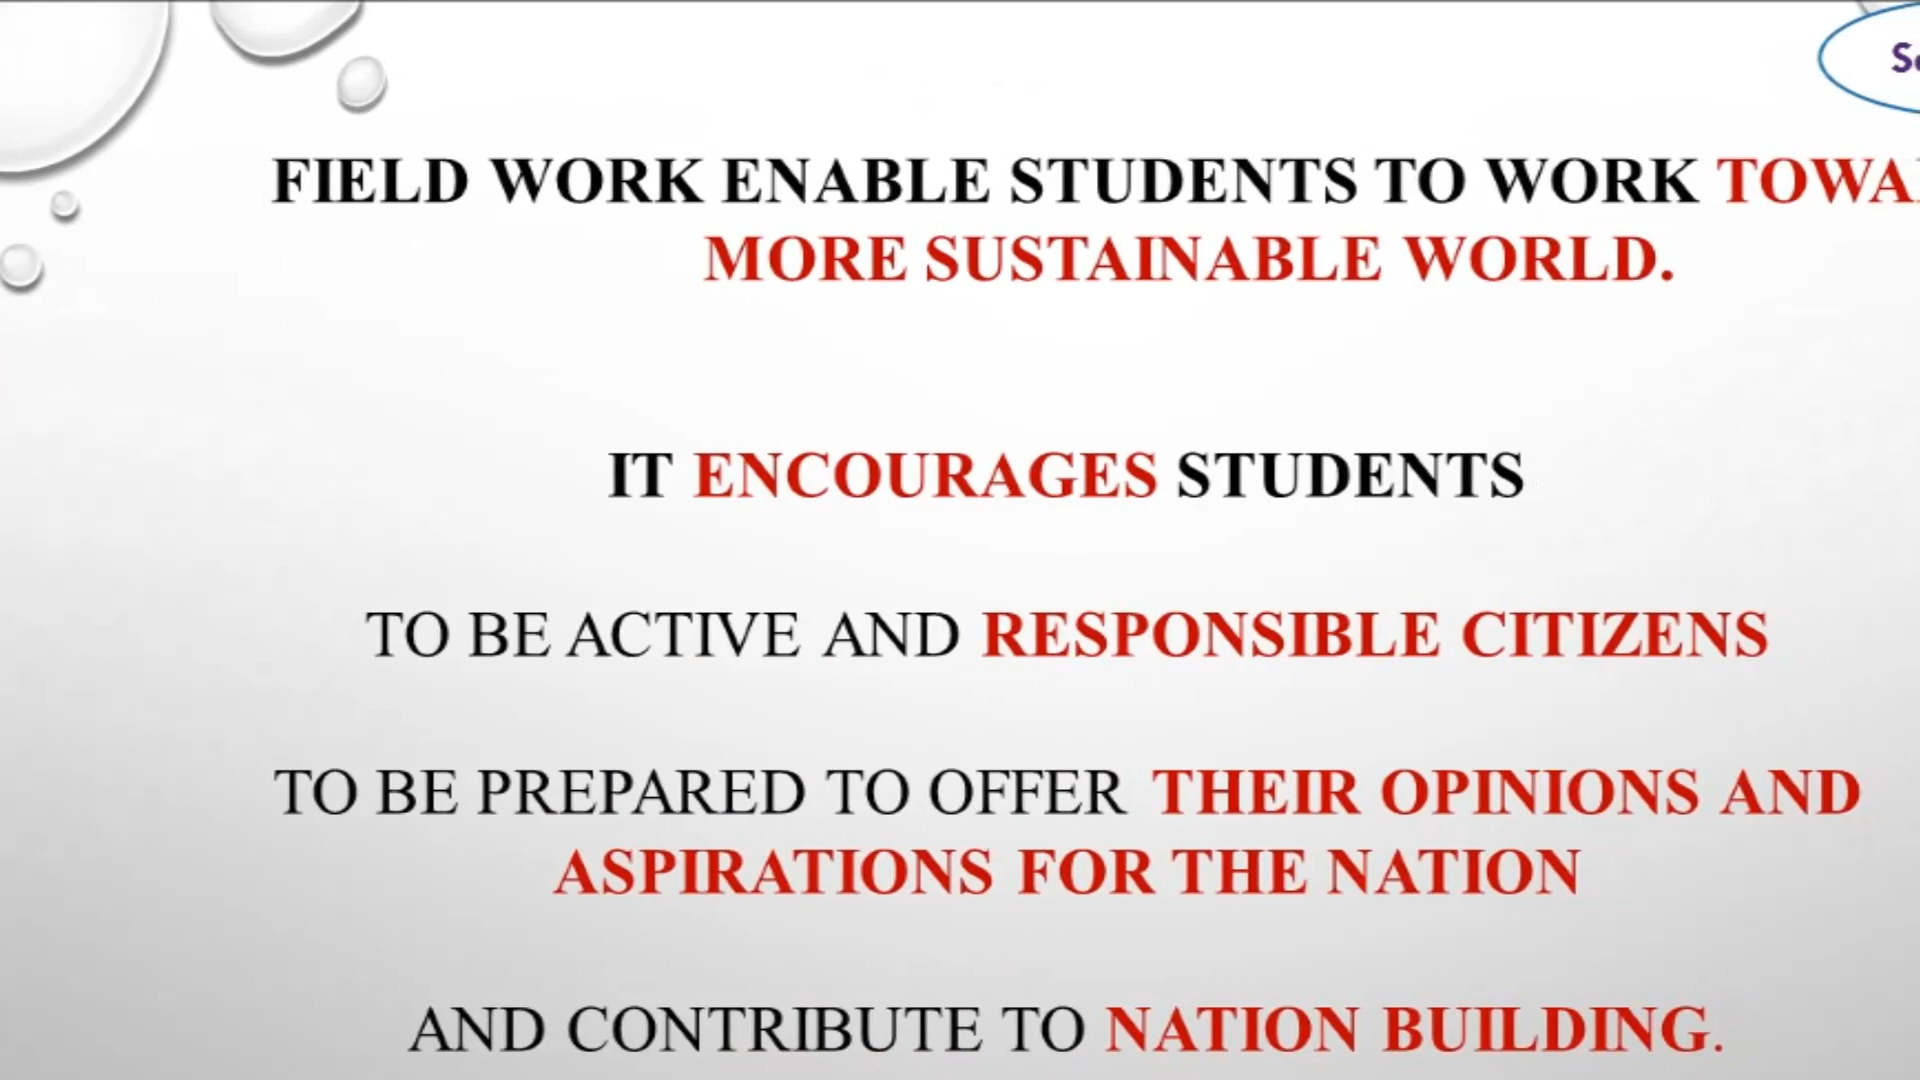 FIELD WORK ENABLE STUDENTS TO WORK
MORE SUSTAINABLE WORLD.
IT ENCOURAGES STUDENTS
TO BE ACTIVE AND RESPONSIBLE CITIZENS
TO BE PREPARED TO OFFER THEIR OPINIONS AND
ASPIRATIONS FOR THE NATION
AND CONTRIBUTE TO NATION BUILDING.